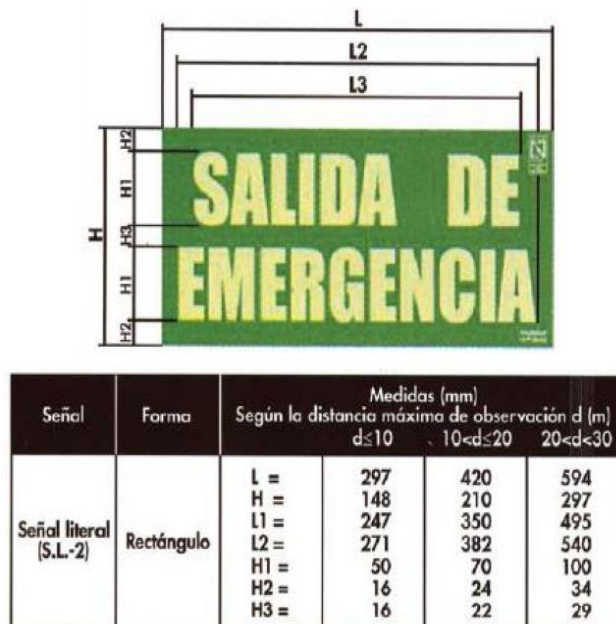 L
L2
L3
H2
H1
H
H3
H1
H2
SALIDA DE
EMERGENCIA
Señal Forma Medidas (mm)
Según la distancia máxima de observación d (m)
d≤10 10<d≤20 20<d<30
Señal literal
(S.L.-2)
Rectángulo
L = 297 420 594
H = 148 210 297
L1 = 247 350 495
L2 = 271 382 540
H1 = 50 70 100
H2 = 16 24 34
H3 = 16 22 29